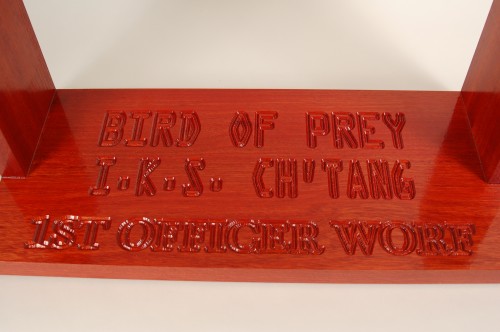 BIRD OF PREY
I.K.S. CH'TANG
1ST OFFICER WORF